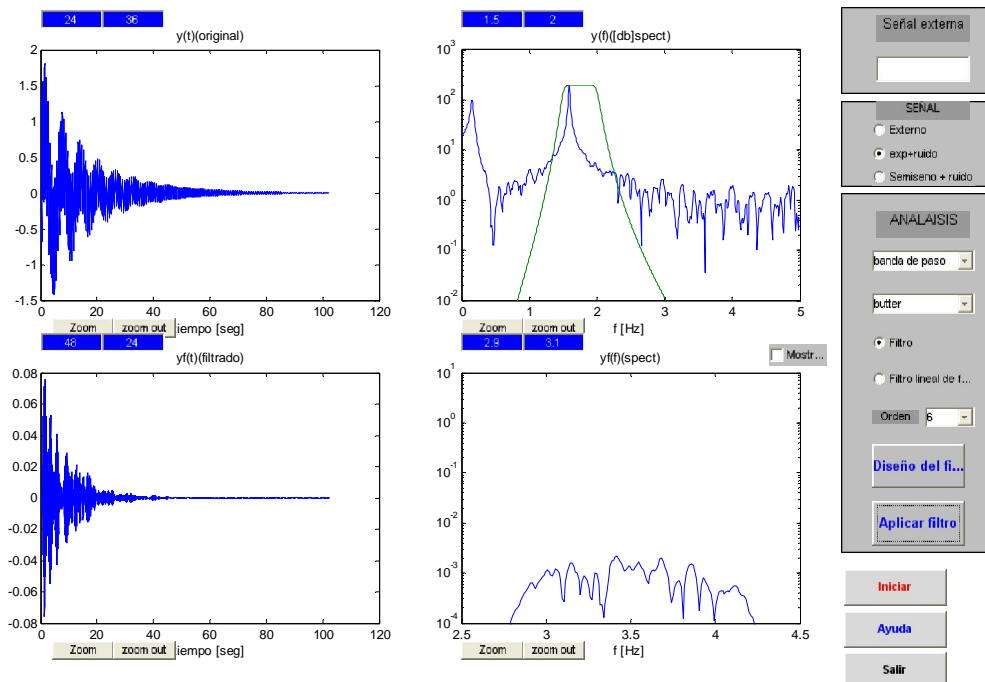 24 36
y(t)(original)
2
1.5
1
0.5
0
-0.5
-1
-1.5
0 20 40 60 80 100 120
Zoom zoom out iempo [seg]
1.5 2
y(f)([db]spect)
10^3
10^2
10^1
10^0
10^-1
10^-2
0 1 2 3 4 5
f [Hz]
Zoom zoom out
48 24
yf(t)(filtrado)
0.08
0.06
0.04
0.02
0
-0.02
-0.04
-0.06
-0.08
0 20 40 60 80 100 120
Zoom zoom out iempo [seg]
2.9 3.1
yf(f)(spect)
Mostr...
10^1
10^0
10^-1
10^-2
10^-3
10^-4
2.5 3 3.5 4 4.5
Zoom zoom out f [Hz]
Señal externa
SEÑAL
Externo
exp+ruido
Semiseno + ruido
ANALAISIS
banda de paso
butter
Filtro
Filtro lineal de f...
Orden 6
Diseño del fi...
Aplicar filtro
Iniciar
Ayuda
Salir